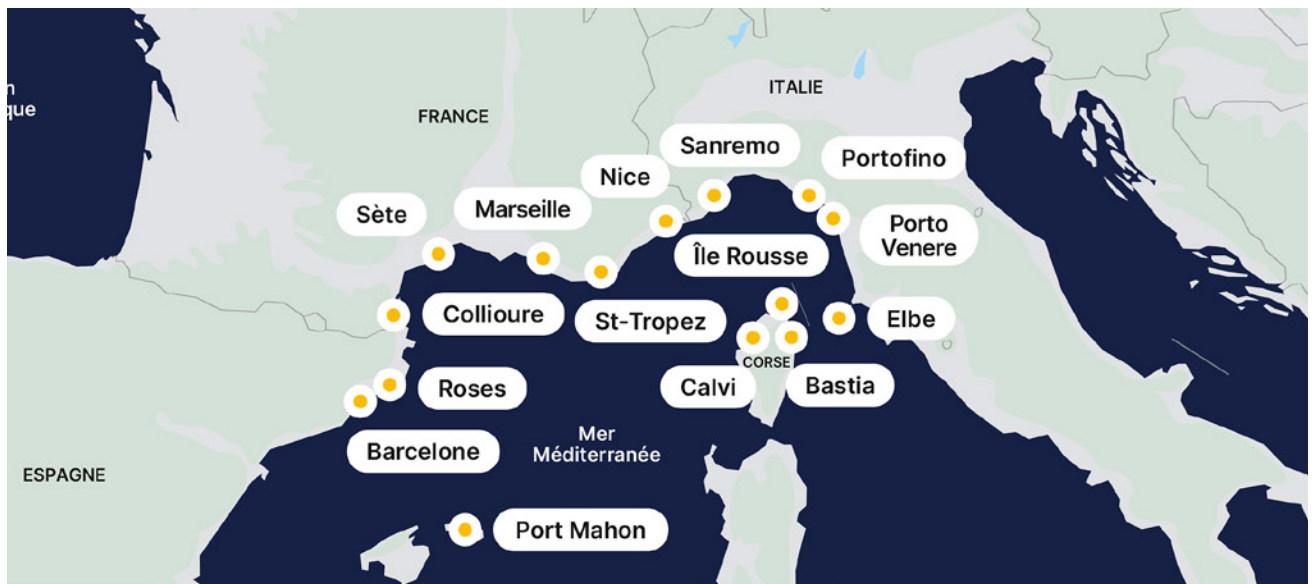 n
que
FRANCE
ITALIE
Sanremo
Portofino
Nice
Sète
Marseille
Porto
Venere
Île Rousse
Collioure
St-Tropez
Elbe
CORSE
Roses
Calvi
Bastia
Barcelone
Mer
Méditerranée
ESPAGNE
Port Mahon